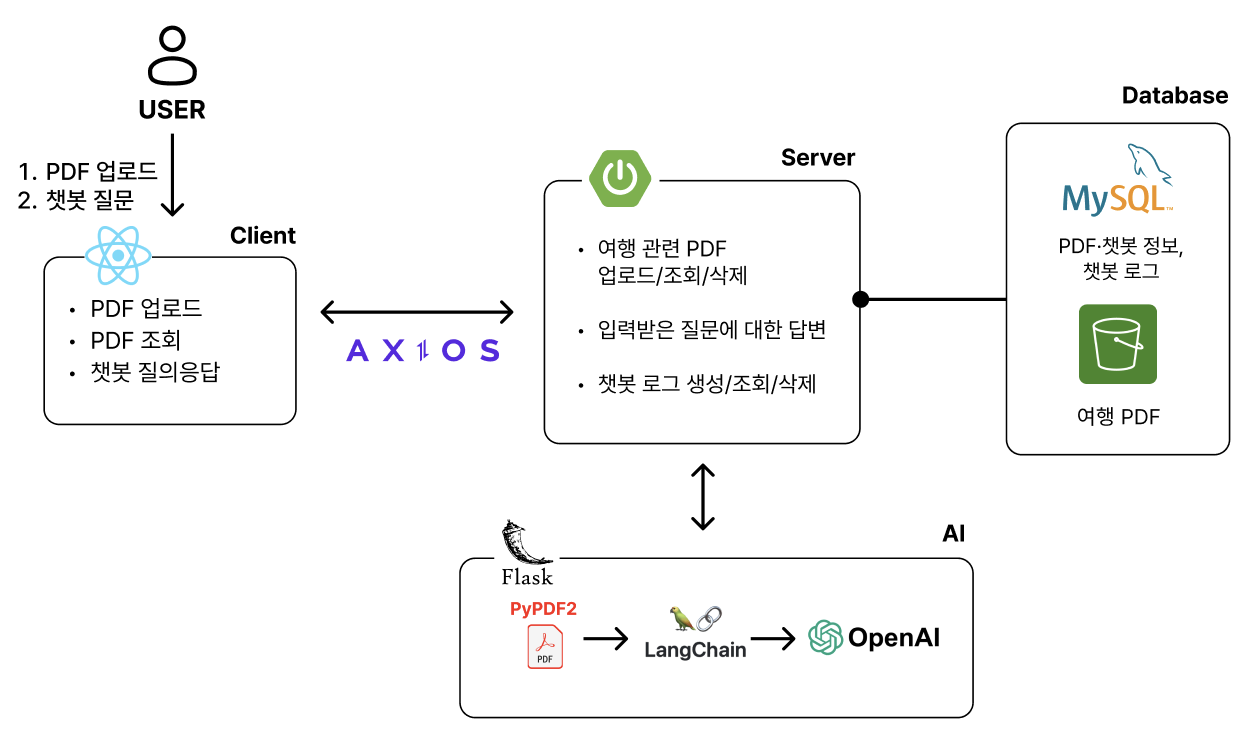 USER
1. PDF 업로드
2. 챗봇 질문
Client
• PDF 업로드
• PDF 조회
• 챗봇 질의응답
AXIOS
Server
• 여행 관련 PDF
업로드/조회/삭제
• 입력받은 질문에 대한 답변
• 챗봇 로그 생성/조회/삭제
Database
MySQL™
PDF·챗봇 정보,
챗봇 로그
여행 PDF
AI
Flask
PyPDF2
PDF
LangChain
OpenAI